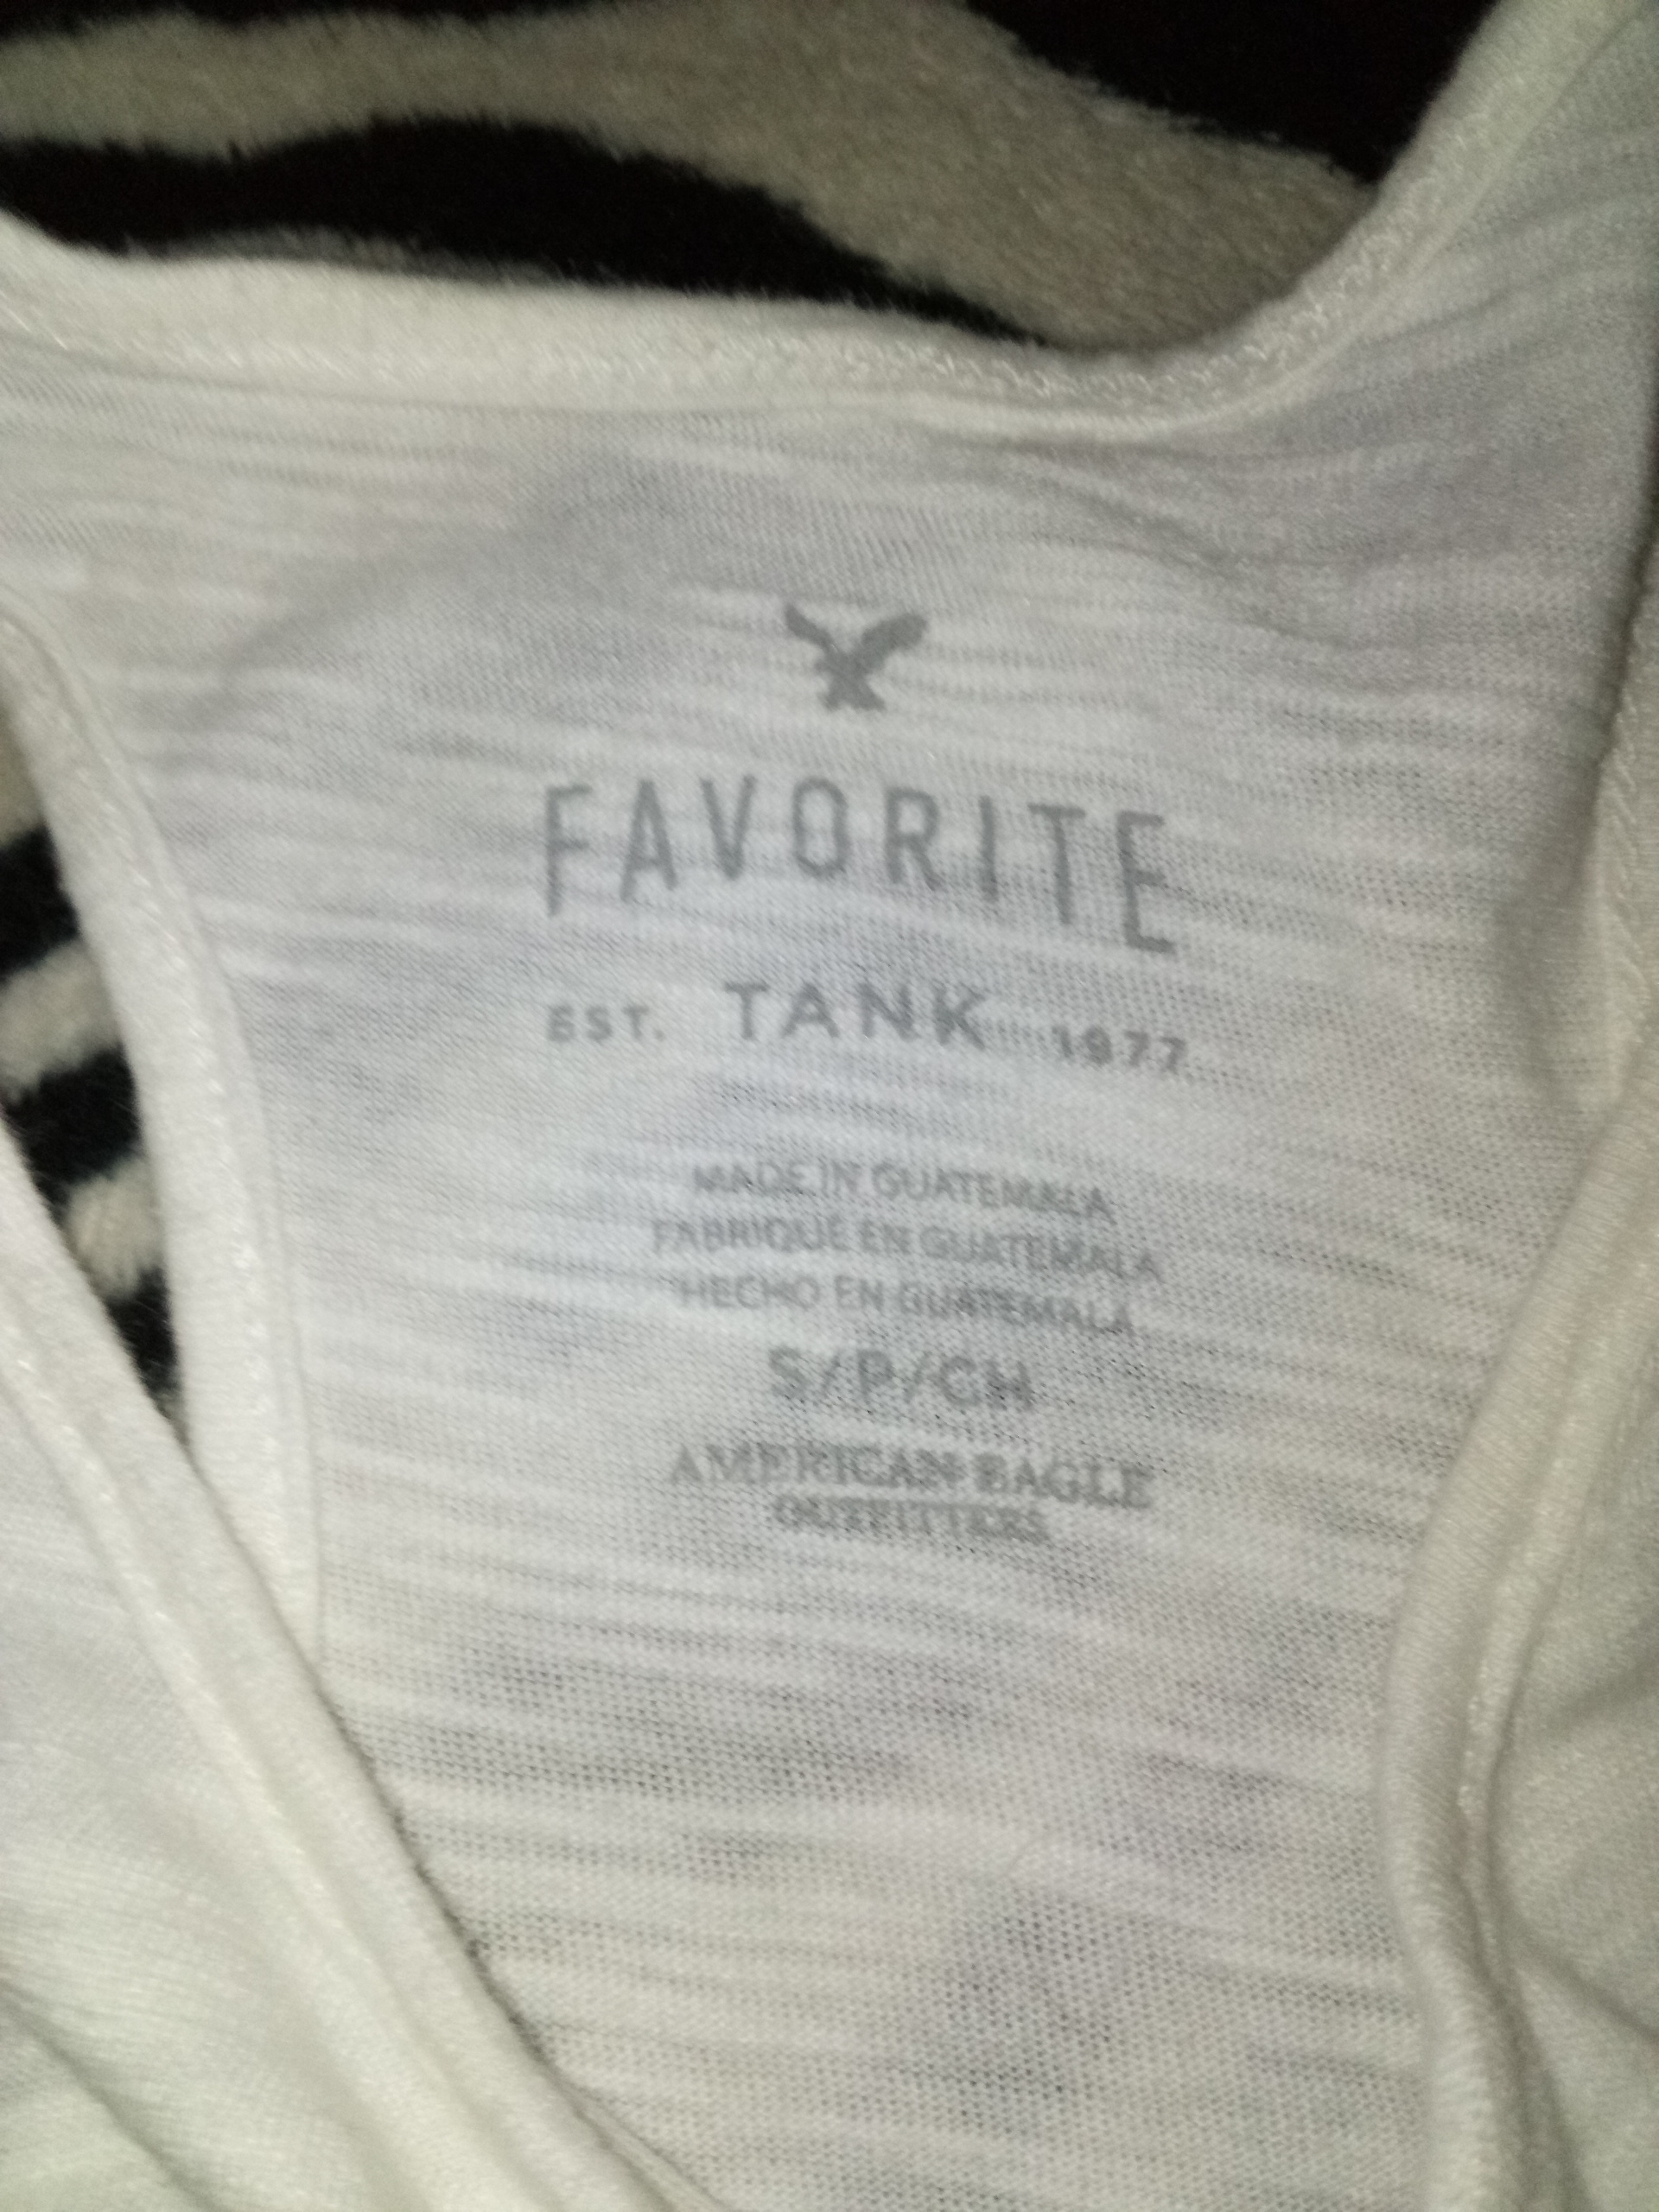 FAVORITE
EST. TANK 1977
MADE IN GUATEMALA
FABRIQUÉ EN GUATEMALA
HECHO EN GUATEMALA
S/P/CH
AMERICAN EAGLE
OUTFITTERS